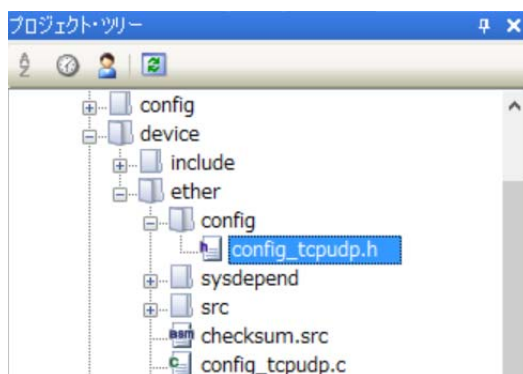 プロジェクト・ツリー
config
device
include
ether
config
config_tcpudp.h
sysdepend
src
checksum.src
config_tcpudp.c